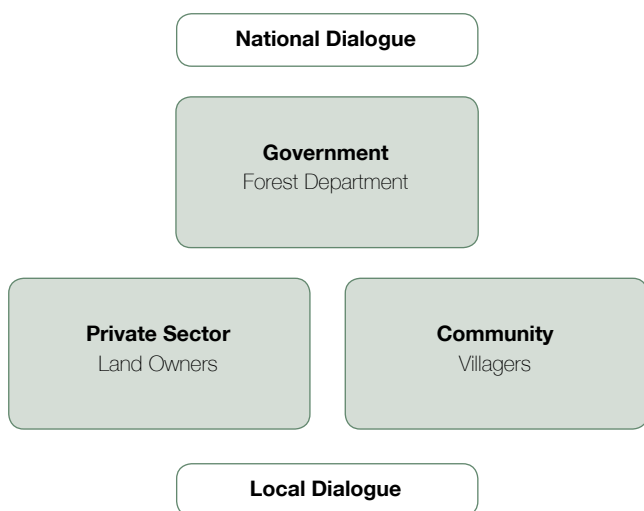 National Dialogue
Government
Forest Department
Private Sector
Land Owners
Community
Villagers
Local Dialogue